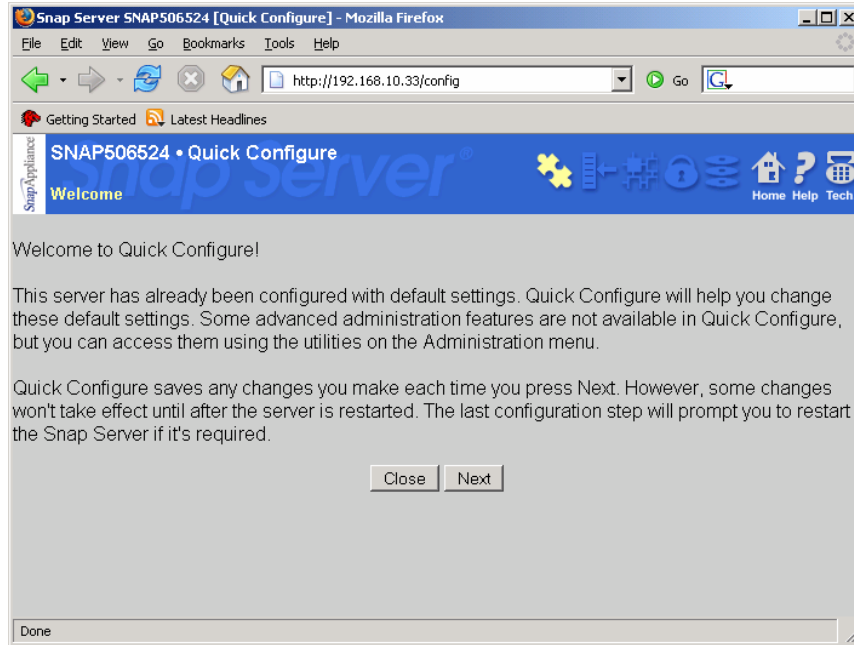 Snap Server SNAP506524 [Quick Configure] - Mozilla Firefox
File Edit View Go Bookmarks Tools Help
http://192.168.10.33/config Go G
Getting Started Latest Headlines
SnapAppliance
Snap Server®
SNAP506524 • Quick Configure
Welcome
Home Help Tech
Welcome to Quick Configure!
This server has already been configured with default settings. Quick Configure will help you change
these default settings. Some advanced administration features are not available in Quick Configure,
but you can access them using the utilities on the Administration menu.
Quick Configure saves any changes you make each time you press Next. However, some changes
won't take effect until after the server is restarted. The last configuration step will prompt you to restart
the Snap Server if it's required.
Close Next
Done